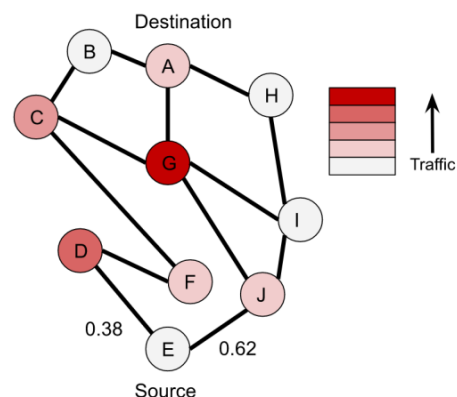 Destination
B
A
H
C
G
Traffic
I
D
F
J
0.38
E
0.62
Source